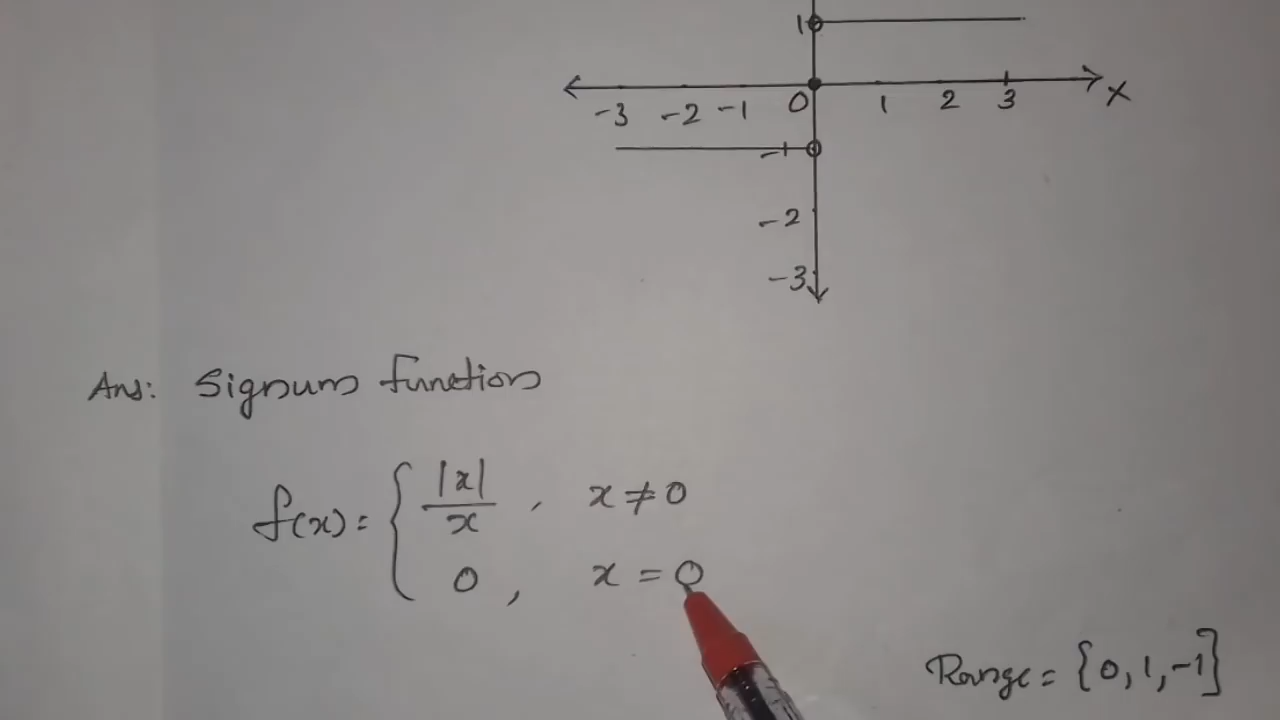 1
-3 -2 -1 0 1 2 3 X
-1
-2
-3
Ans: Signum function
f(x) = { |x|/x , x ≠ 0
0 , x = 0
Range = {0, 1, -1}